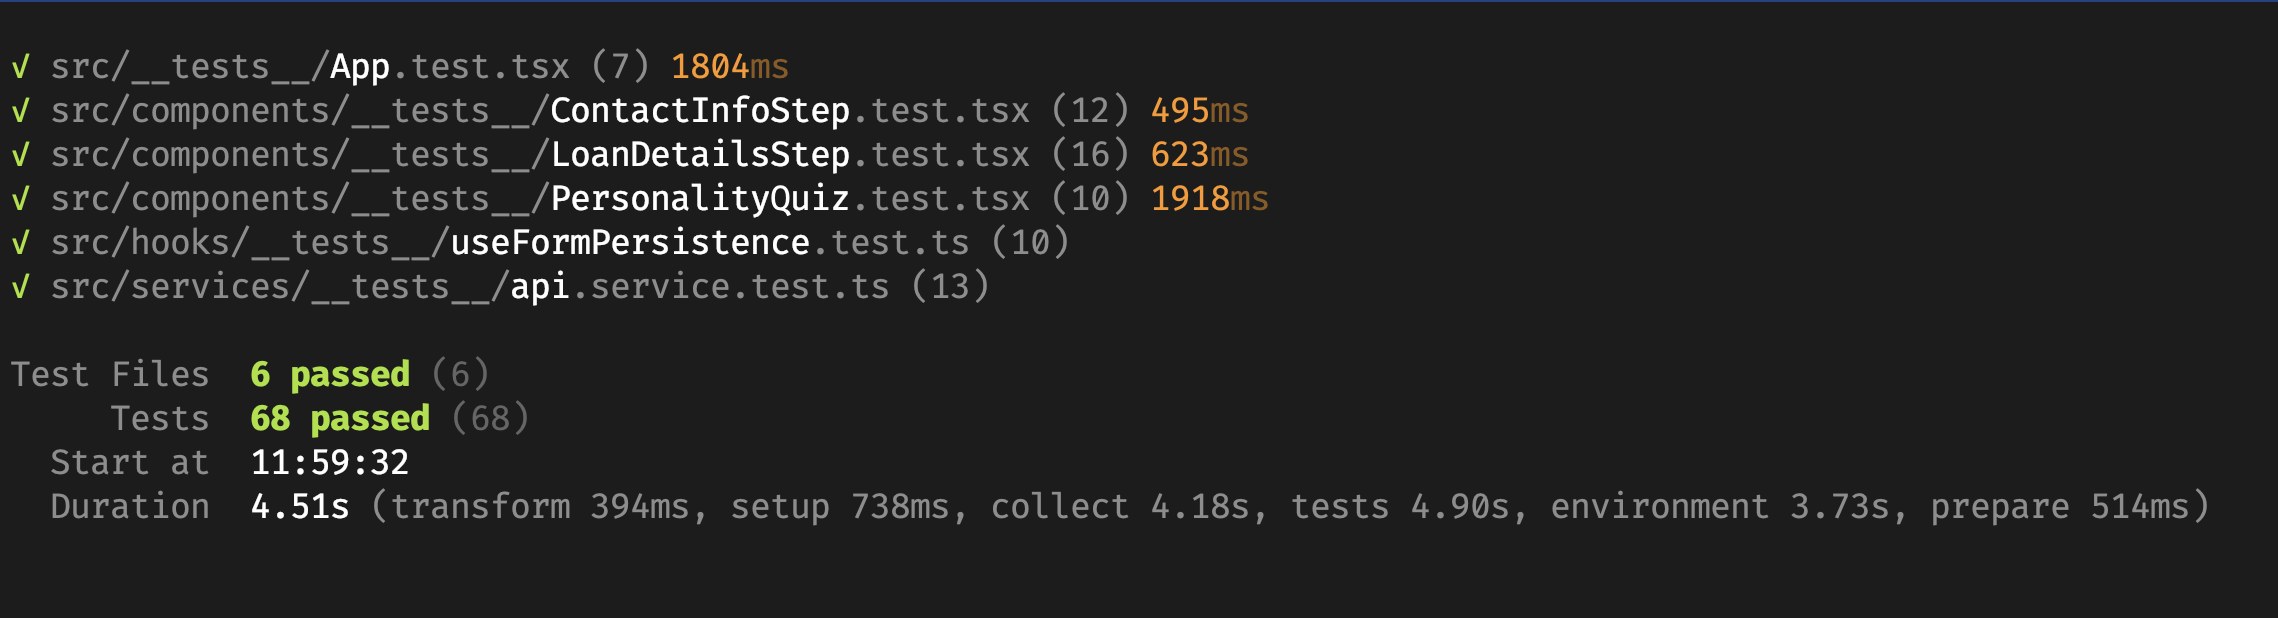 √ src/__tests__/App.test.tsx (7) 1804ms
√ src/components/__tests__/ContactInfoStep.test.tsx (12) 495ms
√ src/components/__tests__/LoanDetailsStep.test.tsx (16) 623ms
√ src/components/__tests__/PersonalityQuiz.test.tsx (10) 1918ms
√ src/hooks/__tests__/useFormPersistence.test.ts (10)
√ src/services/__tests__/api.service.test.ts (13)
Test Files 6 passed (6)
Tests 68 passed (68)
Start at 11:59:32
Duration 4.51s (transform 394ms, setup 738ms, collect 4.18s, tests 4.90s, environment 3.73s, prepare 514ms)